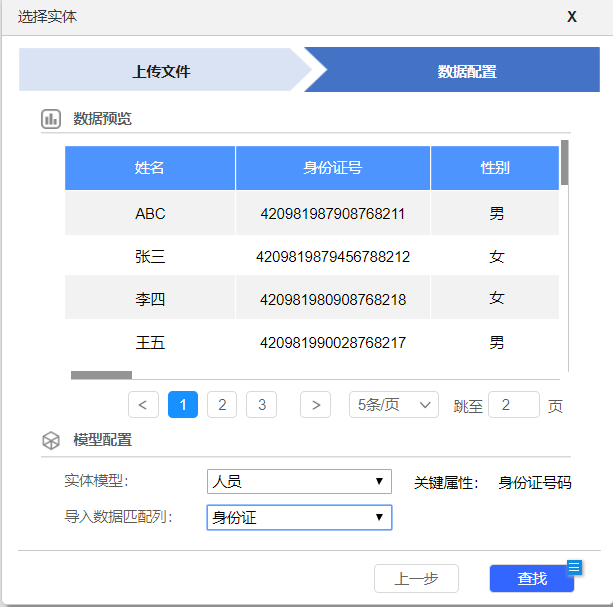 选择实体 X
上传文件 数据配置
数据预览
姓名 身份证号 性别
ABC 420981987908768211 男
张三 4209819879456788212 女
李四 420981980908768218 女
王五 420981990028768217 男
< 1 2 3 > 5条/页 跳至 2 页
模型配置
实体模型: 人员 关键属性: 身份证号码
导入数据匹配列: 身份证
上一步 查找